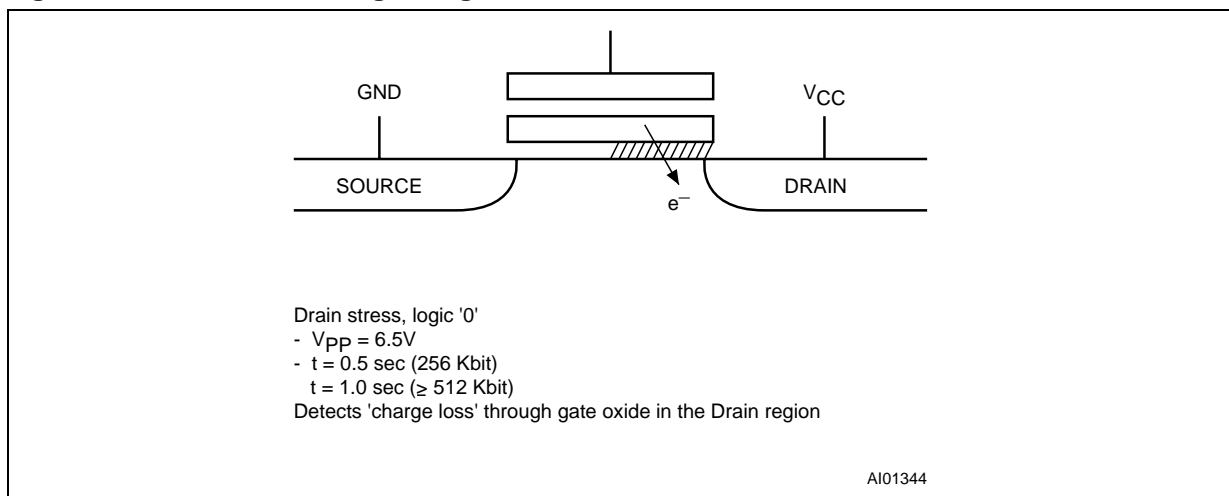 GND
VCC
SOURCE
DRAIN
e–
Drain stress, logic '0'
- VPP = 6.5V
- t = 0.5 sec (256 Kbit)
t = 1.0 sec (≥ 512 Kbit)
Detects 'charge loss' through gate oxide in the Drain region
AI01344